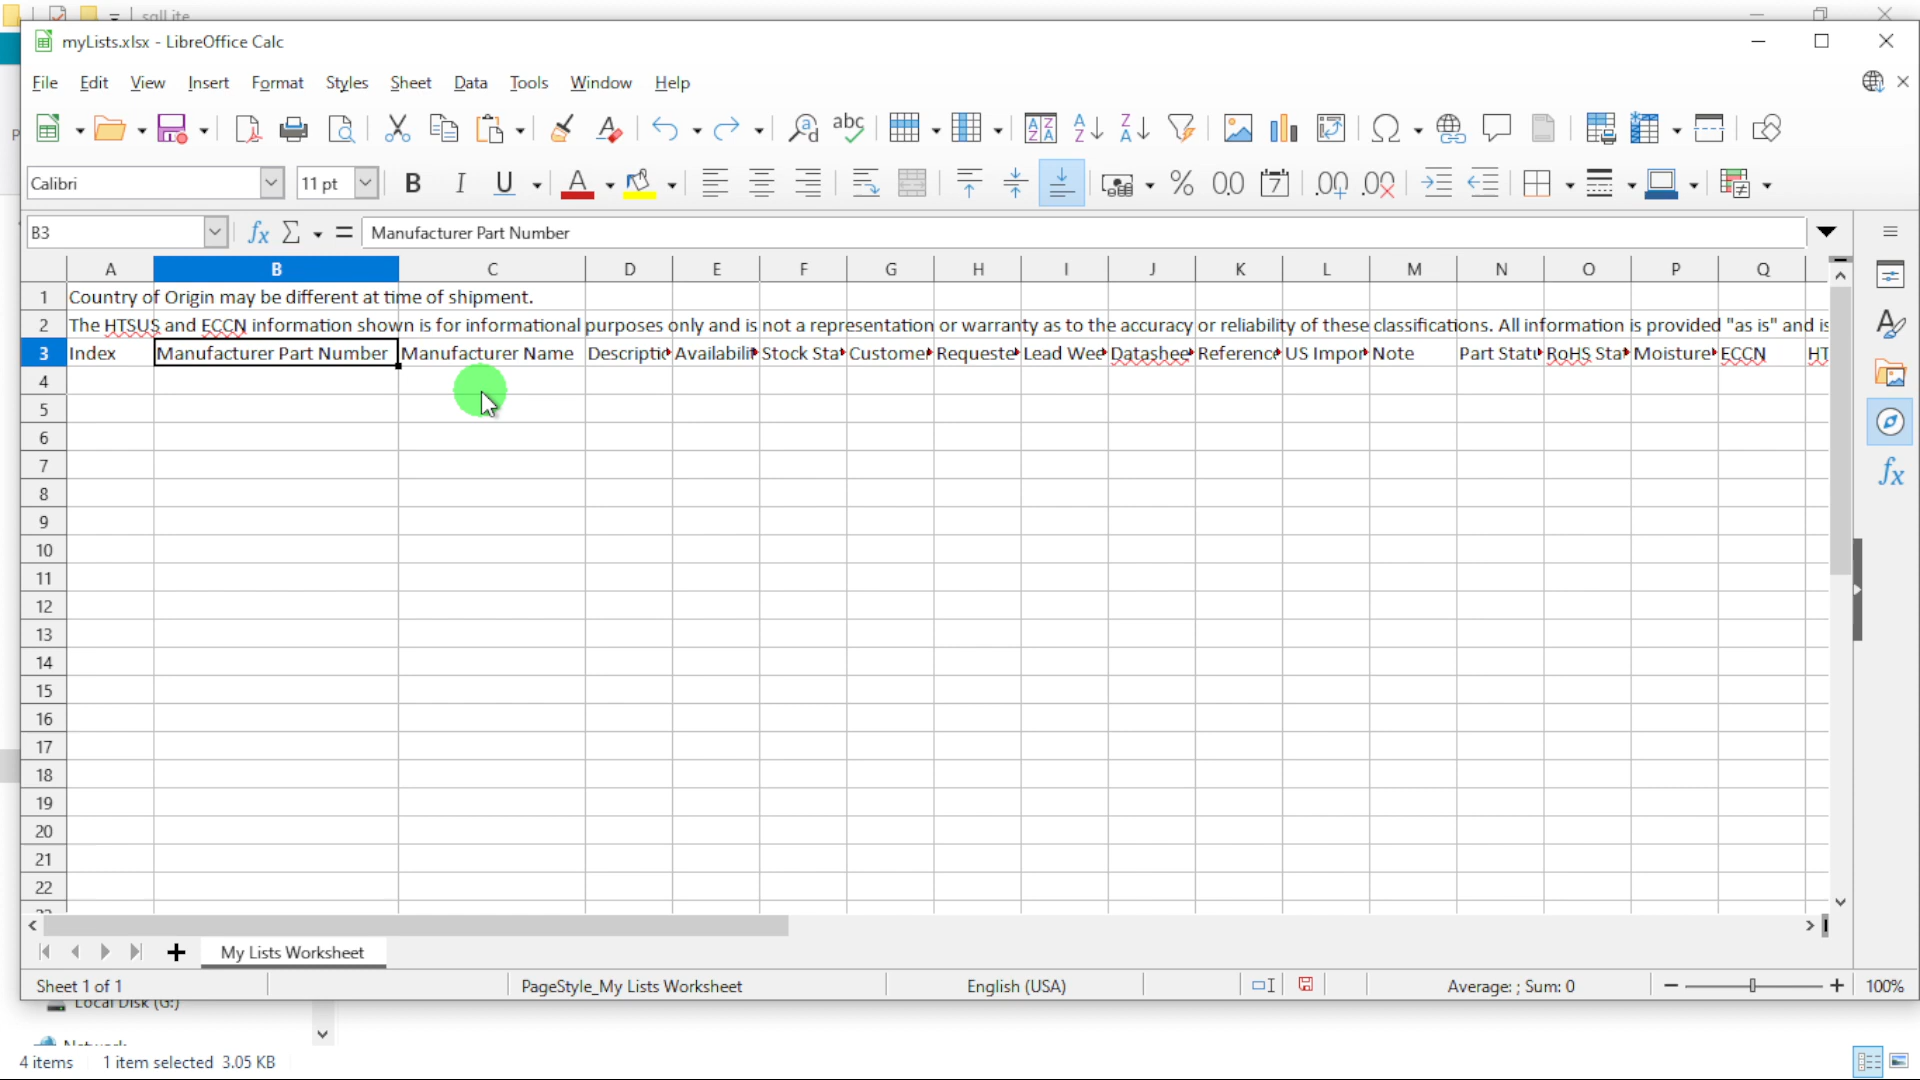 sqlLite
myLists.xlsx - LibreOffice Calc
File Edit View Insert Format Styles Sheet Data Tools Window Help
Calibri 11 pt
B3 Manufacturer Part Number
A B C D E F G H I J K L M N O P Q
1 Country of Origin may be different at time of shipment.
2 The HTSUS and ECCN information shown is for informational purposes only and is not a representation or warranty as to the accuracy or reliability of these classifications. All information is provided "as is" and is
3 Index Manufacturer Part Number Manufacturer Name Descriptio Availabili Stock Sta Custome Requeste Lead Wee Datashee Referenc US Impor Note Part Stat RoHS Sta Moisture ECCN HT
4
5
6
7
8
9
10
11
12
13
14
15
16
17
18
19
20
21
22
My Lists Worksheet
Sheet 1 of 1 PageStyle_My Lists Worksheet English (USA) Average: ; Sum: 0 100%
Local Disk (G:)
Network
4 items 1 item selected 3.05 KB